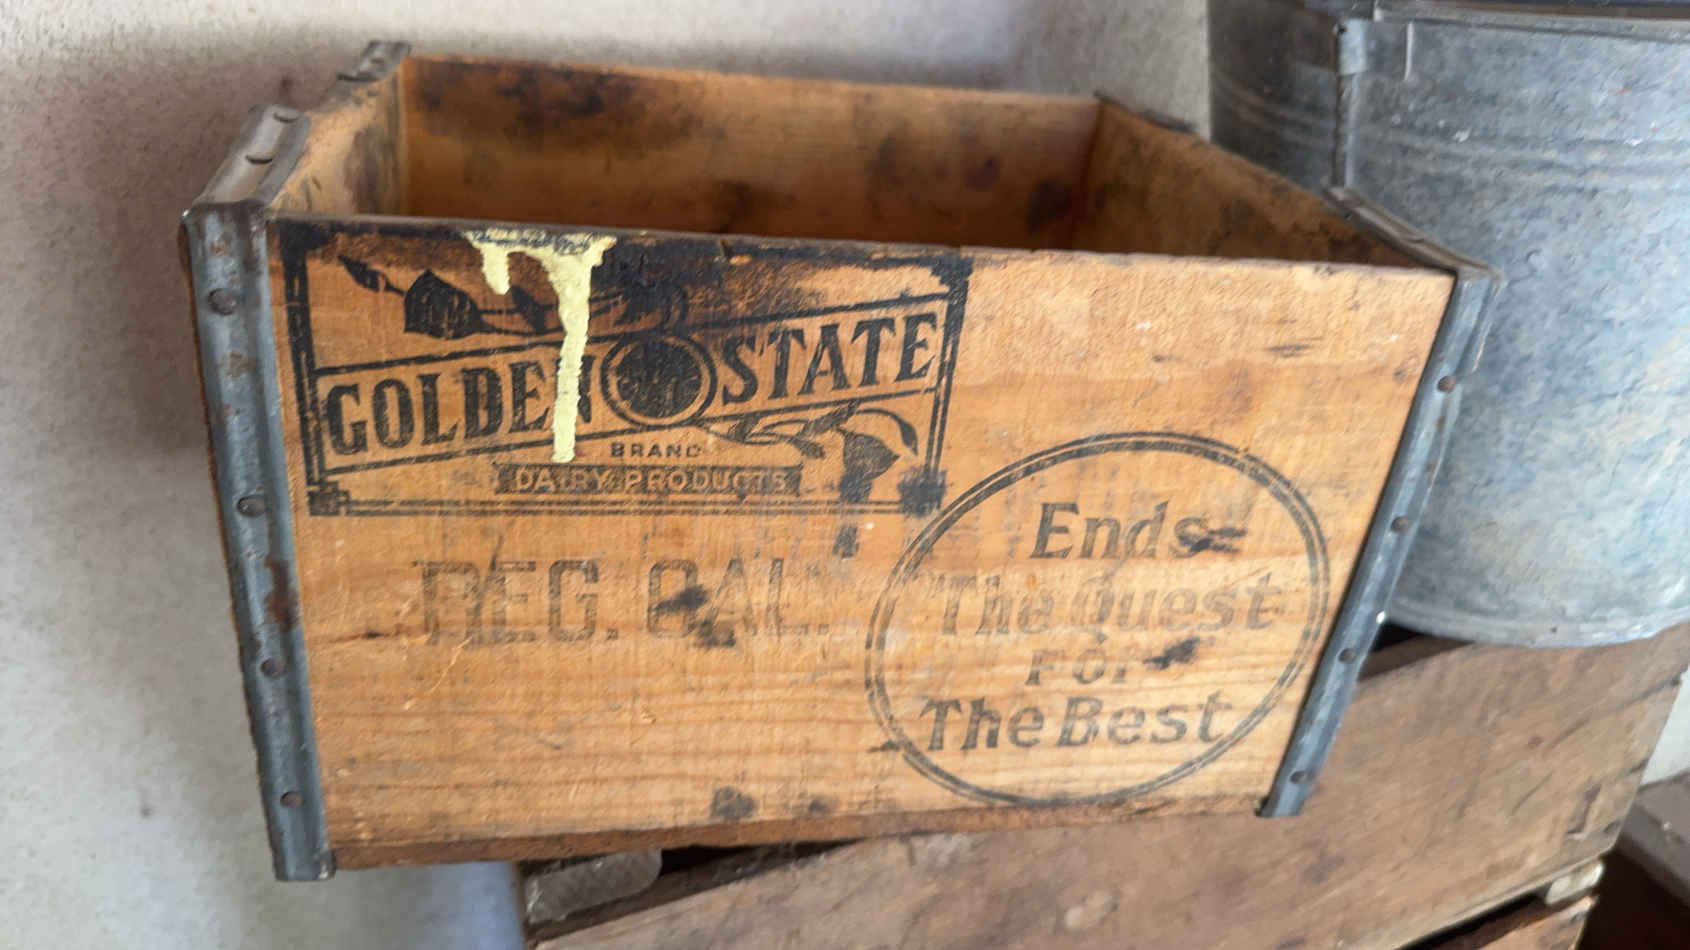 GOLDEN STATE
BRAND
DAIRY PRODUCTS
REG. CAL.
Ends
The Quest
For
The Best